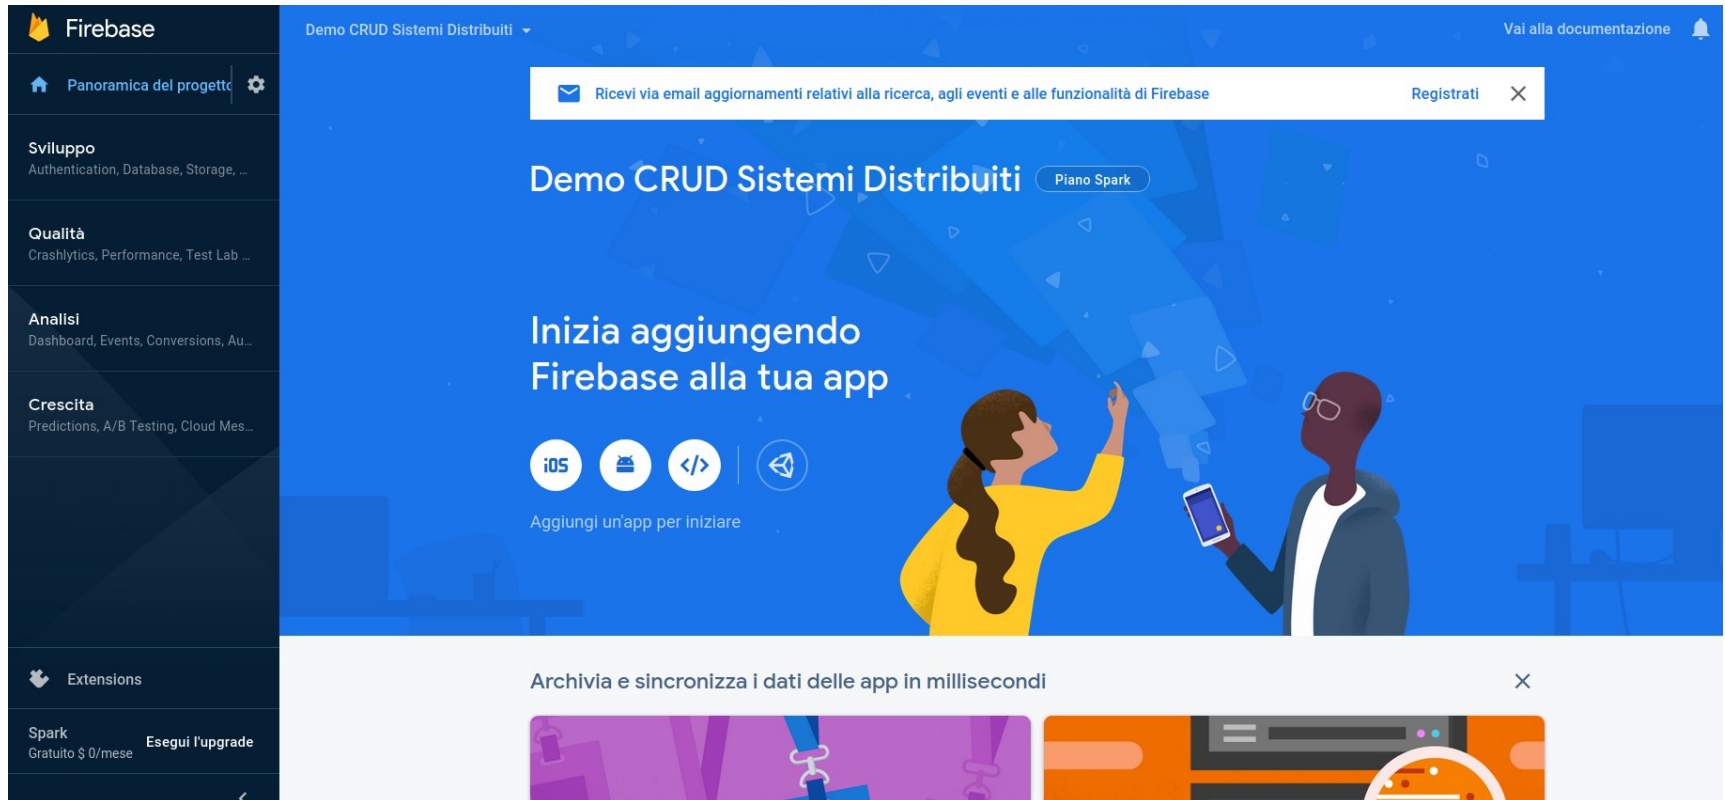 Firebase
Demo CRUD Sistemi Distribuiti
Vai alla documentazione
Panoramica del progetto
Ricevi via email aggiornamenti relativi alla ricerca, agli eventi e alle funzionalità di Firebase
Registrati
Sviluppo
Authentication, Database, Storage, ...
Demo CRUD Sistemi Distribuiti
Piano Spark
Qualità
Crashlytics, Performance, Test Lab ...
Analisi
Dashboard, Events, Conversions, Au...
Inizia aggiungendo
Firebase alla tua app
Crescita
Predictions, A/B Testing, Cloud Mes...
iOS
</>
Aggiungi un'app per iniziare
Extensions
Archivia e sincronizza i dati delle app in millisecondi
Spark
Gratuito $ 0/mese
Esegui l'upgrade